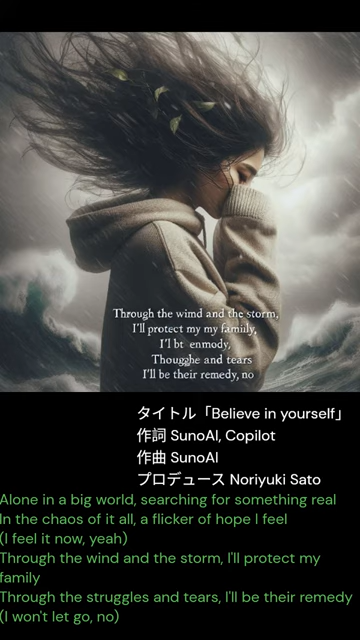 Through the wind and the storm,
I'll protect my my family,
I'l bt enmody,
Thougghe and tears
I'll be their remedy, no
タイトル「Believe in yourself」
作詞 SunoAI, Copilot
作曲 SunoAI
プロデュース Noriyuki Sato
Alone in a big world, searching for something real
In the chaos of it all, a flicker of hope I feel
(I feel it now, yeah)
Through the wind and the storm, I'll protect my
family
Through the struggles and tears, I'll be their remedy
(I won't let go, no)